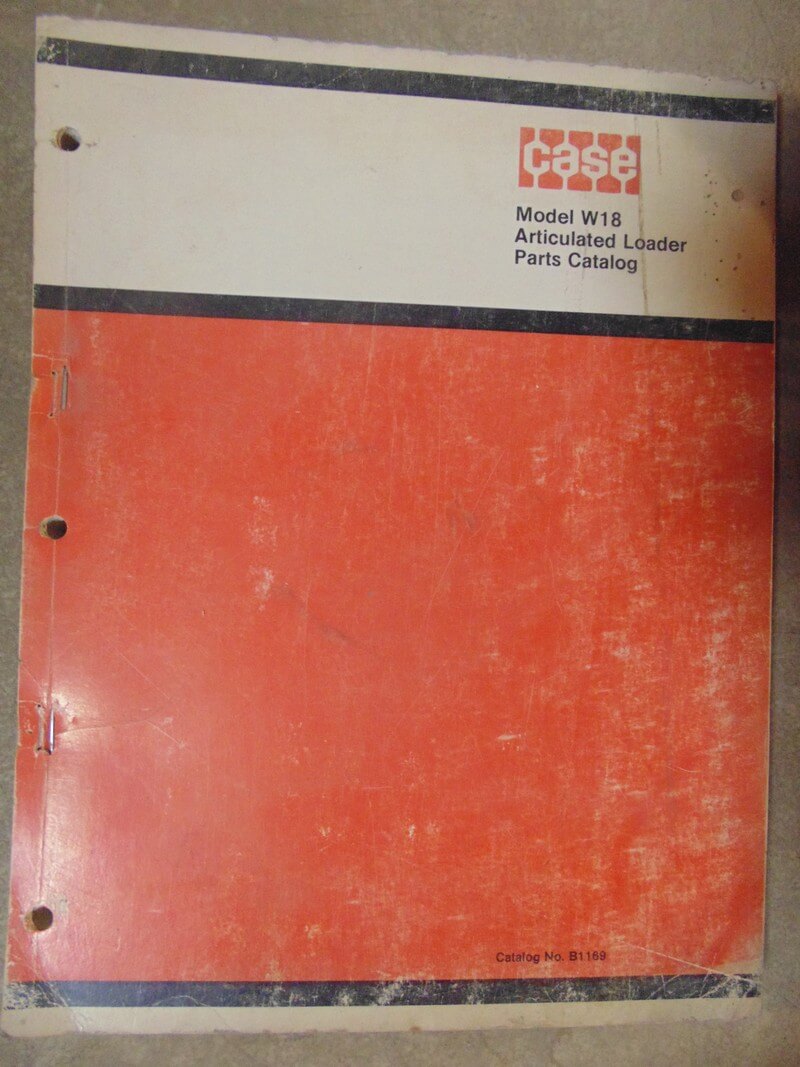 case
Model W18
Articulated Loader
Parts Catalog
Catalog No. B1169